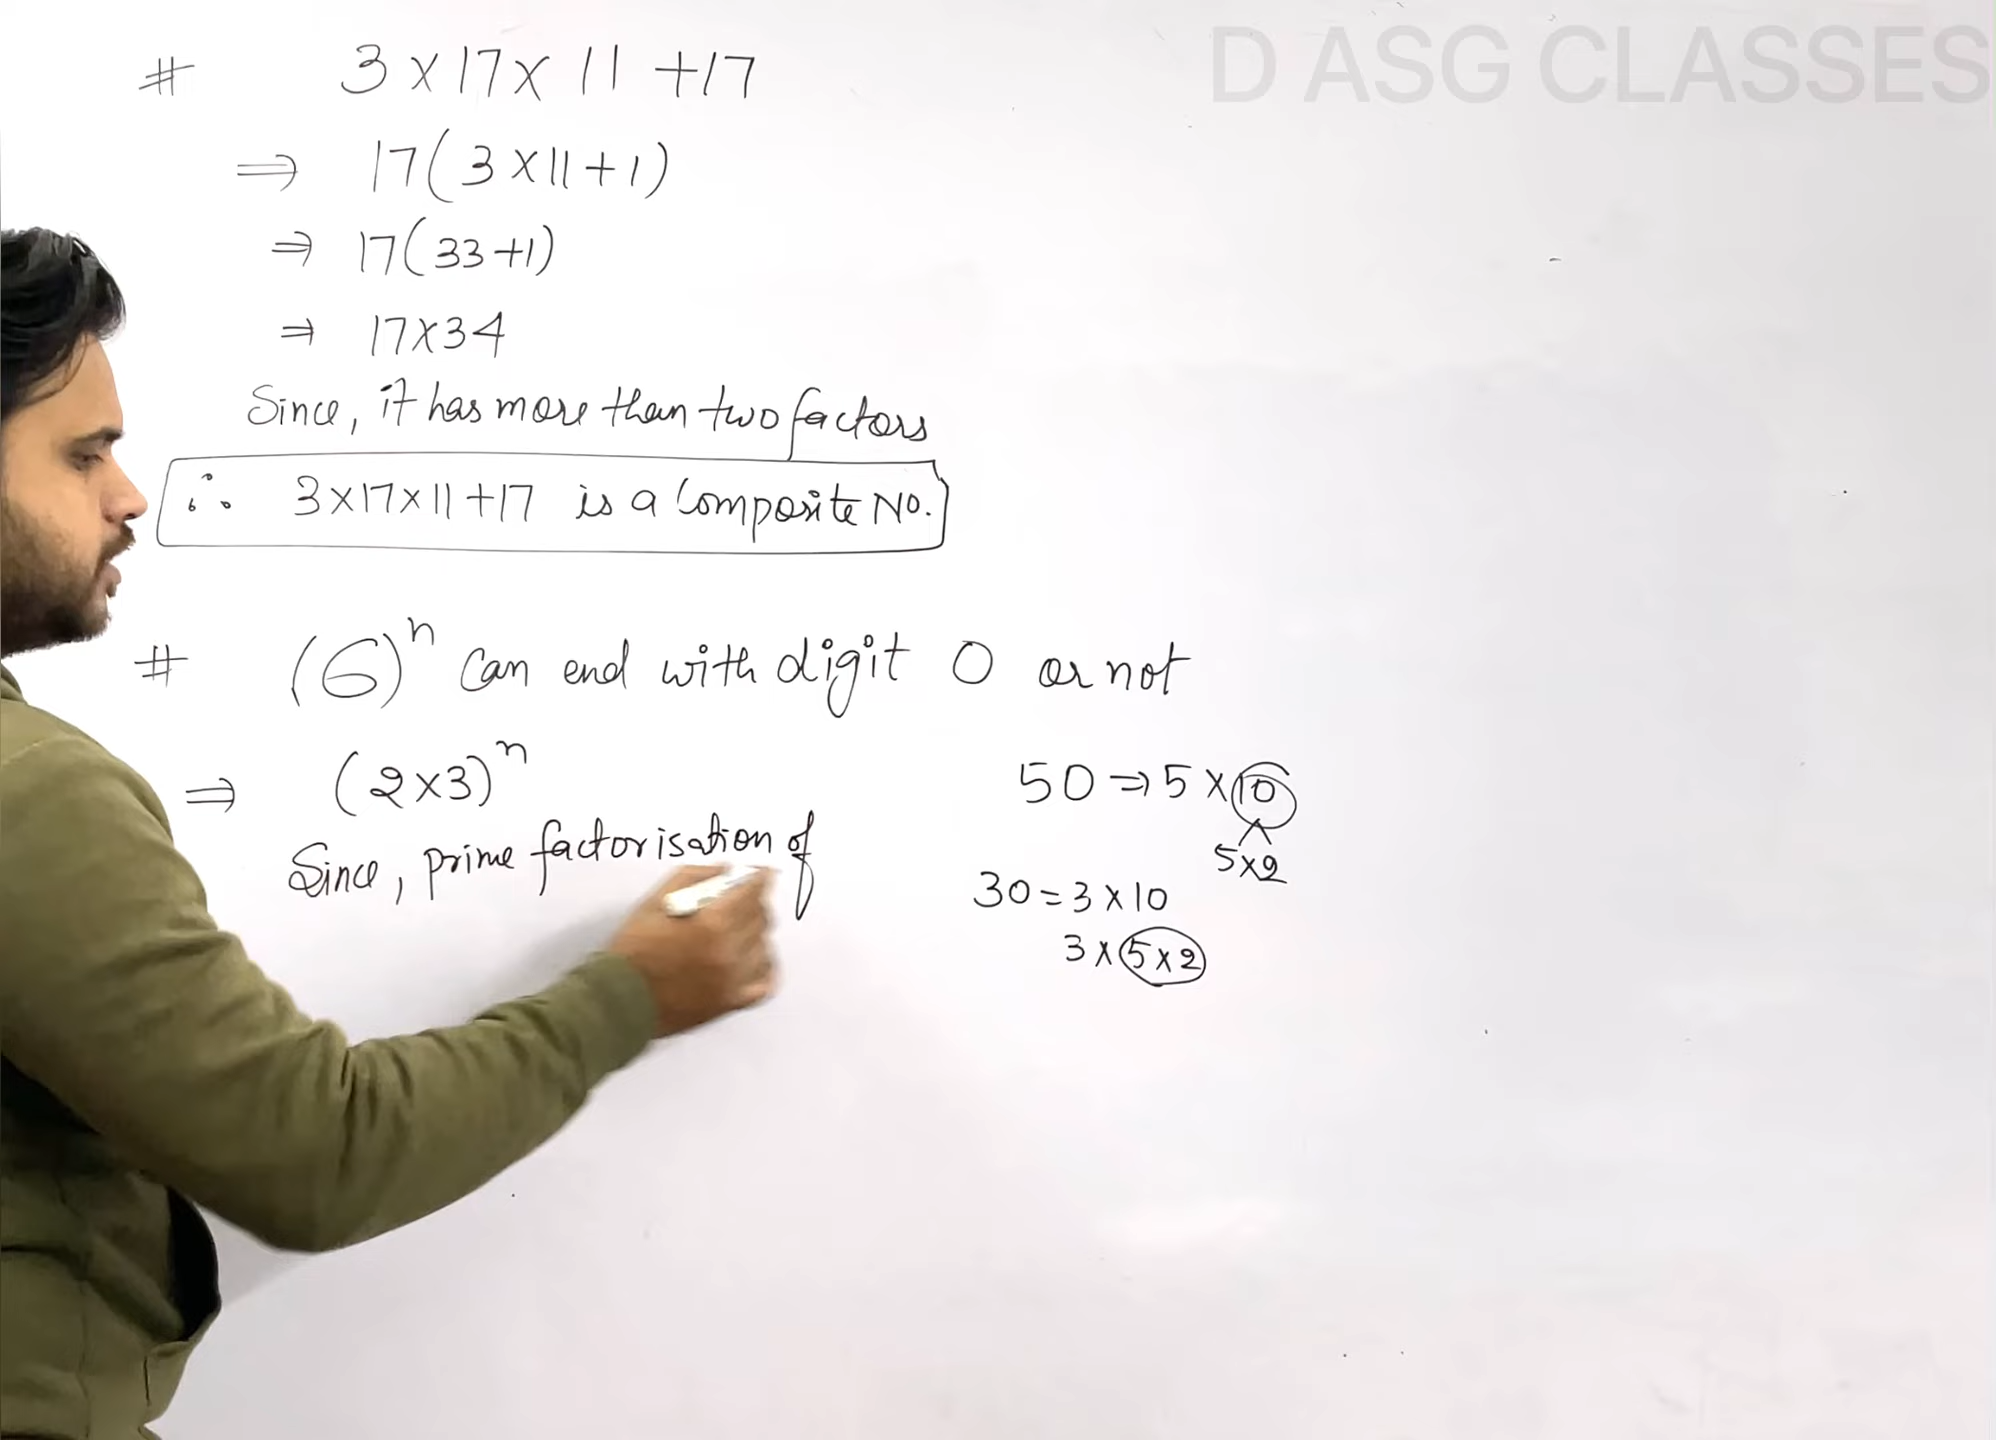 D ASG CLASSES
# 3 × 17 × 11 + 17
⇒ 17(3 × 11 + 1)
⇒ 17(33 + 1)
⇒ 17 × 34
Since, it has more than two factors
∴ 3 × 17 × 11 + 17 is a Composite No.
# (6)ⁿ Can end with digit 0 or not
⇒ (2 × 3)ⁿ
Since, prime factorisation of
50 ⇒ 5 × 10
5 × 2
30 = 3 × 10
3 × 5 × 2